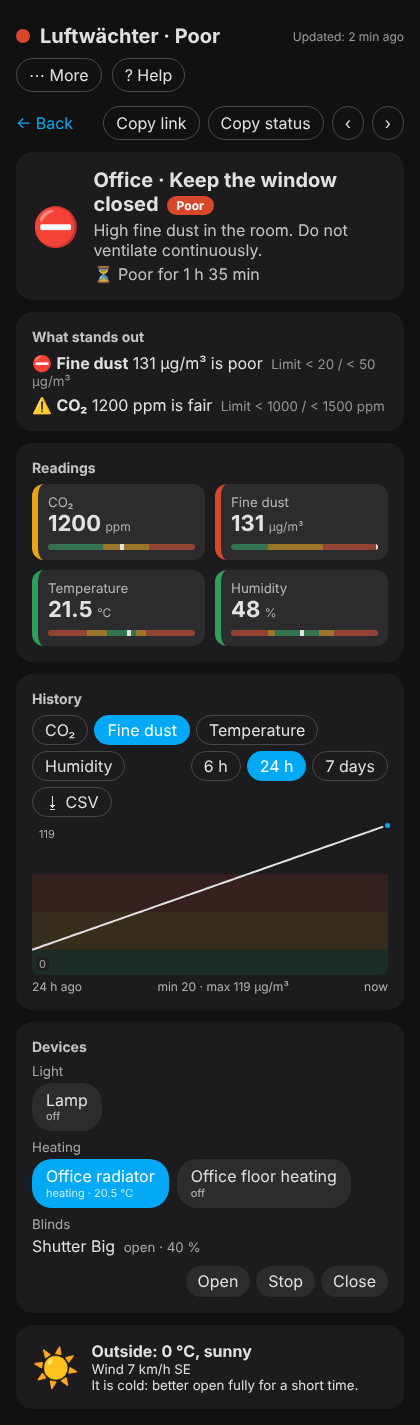 Luftwächter · Poor
Updated: 2 min ago
··· More
? Help
← Back
Copy link
Copy status
‹
›
Office · Keep the window
closed Poor
High fine dust in the room. Do not
ventilate continuously.
⏳ Poor for 1 h 35 min
What stands out
⛔ Fine dust 131 µg/m³ is poor Limit < 20 / < 50
µg/m³
⚠️ CO₂ 1200 ppm is fair Limit < 1000 / < 1500 ppm
Readings
CO₂
1200 ppm
Fine dust
131 µg/m³
Temperature
21.5 °C
Humidity
48 %
History
CO₂
Fine dust
Temperature
Humidity
6 h
24 h
7 days
⭳ CSV
119
0
24 h ago
min 20 · max 119 µg/m³
now
Devices
Light
Lamp
off
Heating
Office radiator
heating · 20.5 °C
Office floor heating
off
Blinds
Shutter Big open · 40 %
Open
Stop
Close
Outside: 0 °C, sunny
Wind 7 km/h SE
It is cold: better open fully for a short time.